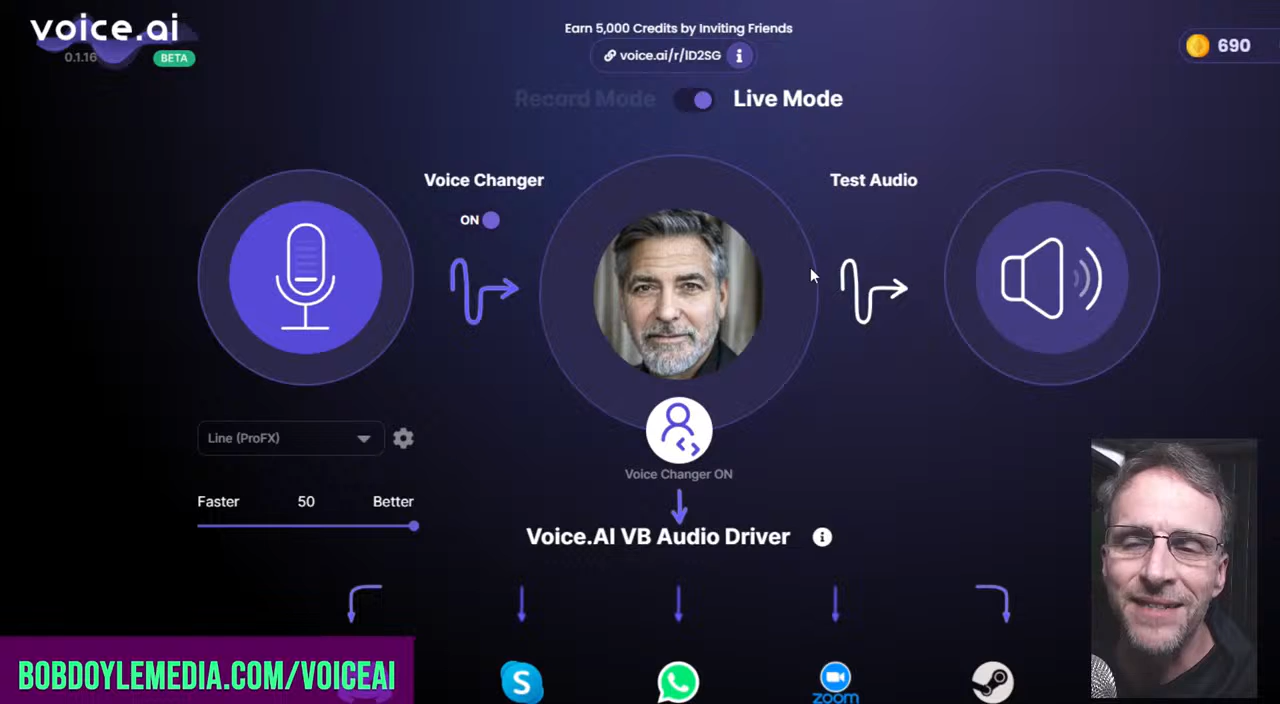 voice.ai
0.1.16
BETA
Earn 5,000 Credits by Inviting Friends
voice.ai/r/ID2SG
i
690
Record Mode
Live Mode
Voice Changer
ON
Test Audio
Line (ProFX)
Faster
50
Better
Voice Changer ON
Voice.AI VB Audio Driver
i
BOBDOYLEMEDIA.COM/VOICEAI
S
zoom